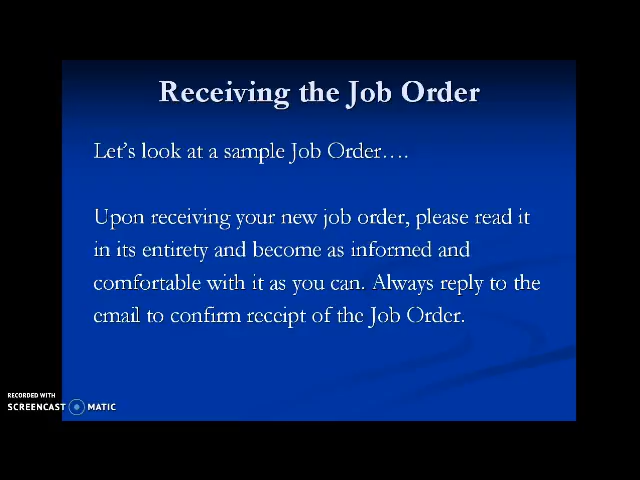 Receiving the Job Order
Let's look at a sample Job Order….
Upon receiving your new job order, please read it
in its entirety and become as informed and
comfortable with it as you can. Always reply to the
email to confirm receipt of the Job Order.
RECORDED WITH
SCREENCAST MATIC